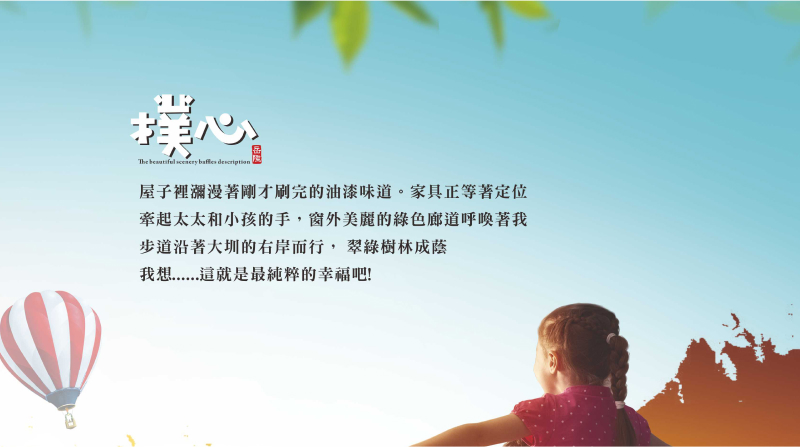 撲心
岳陞
The beautiful scenery baffles description
屋子裡瀰漫著剛才刷完的油漆味道。家具正等著定位
牽起太太和小孩的手，窗外美麗的綠色廊道呼喚著我
步道沿著大圳的右岸而行， 翠綠樹林成蔭
我想......這就是最純粹的幸福吧!